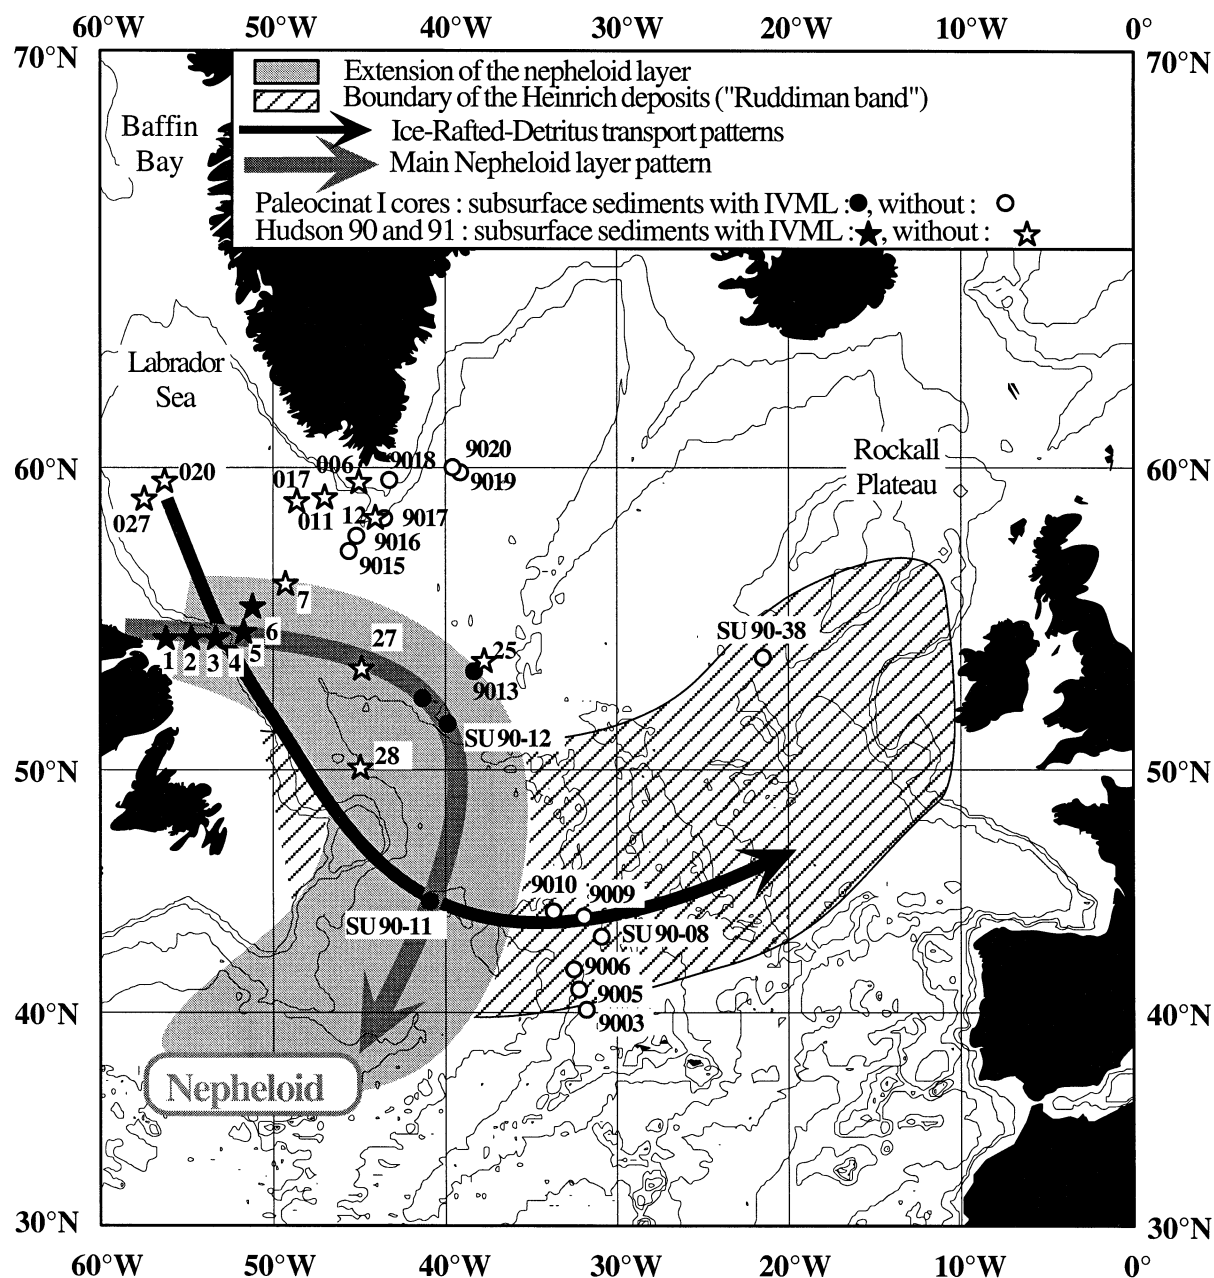 60°W 50°W 40°W 30°W 20°W 10°W 0°
70°N 70°N
Extension of the nepheloid layer
Boundary of the Heinrich deposits ("Ruddiman band")
Baffin
Bay
Ice-Rafted-Detritus transport patterns
Main Nepheloid layer pattern
Paleocinat I cores : subsurface sediments with IVML : , without :
Hudson 90 and 91 : subsurface sediments with IVML : , without :
Labrador
Sea
Rockall
Plateau
60°N 60°N
9020
9018
006
020
017
9019
027
011
12
9017
9016
9015
7
6
27
SU 90-38
25
1 2 3 4 5
9013
SU 90-12
28
50°N 50°N
9010
9009
SU 90-11
SU 90-08
9006
9005
9003
40°N 40°N
Nepheloid
30°N 30°N
60°W 50°W 40°W 30°W 20°W 10°W 0°